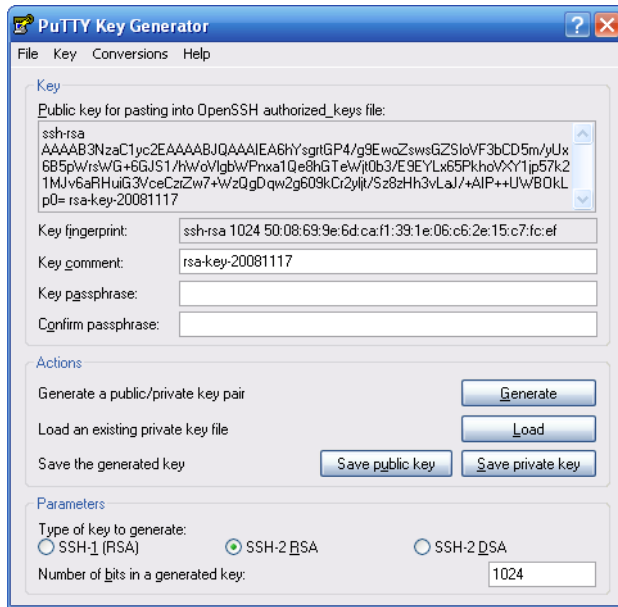 PuTTY Key Generator
File Key Conversions Help
Key
Public key for pasting into OpenSSH authorized_keys file:
ssh-rsa
AAAAB3NzaC1yc2EAAAABJQAAAIEA6hYsgrtGP4/g9EwoZswsGZSloVF3bCD5m/yUx
6B5pWrsWG+6GJS1/hWoVlgbWPnxa1Qe8hGTeWjt0b3/E9EYLx65PkhoVXY1jp57k2
1MJv6aRHuiG3VceCzrZw7+WzQgDqw2g609kCr2yljt/Sz8zHh3vLaJ/+AIP++UWBOkL
p0= rsa-key-20081117
Key fingerprint: ssh-rsa 1024 50:08:69:9e:6d:ca:f1:39:1e:06:c6:2e:15:c7:fc:ef
Key comment: rsa-key-20081117
Key passphrase:
Confirm passphrase:
Actions
Generate a public/private key pair Generate
Load an existing private key file Load
Save the generated key Save public key Save private key
Parameters
Type of key to generate:
SSH-1 (RSA) SSH-2 RSA SSH-2 DSA
Number of bits in a generated key: 1024